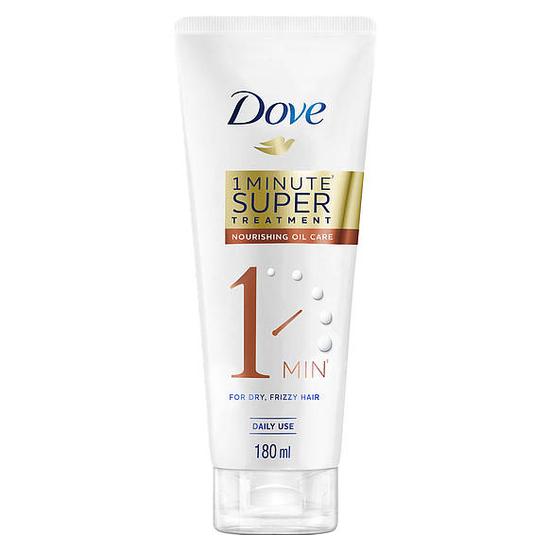 Dove
1 MINUTE†
SUPER
TREATMENT
NOURISHING OIL CARE
1
MIN†
FOR DRY, FRIZZY HAIR
DAILY USE
180 ml